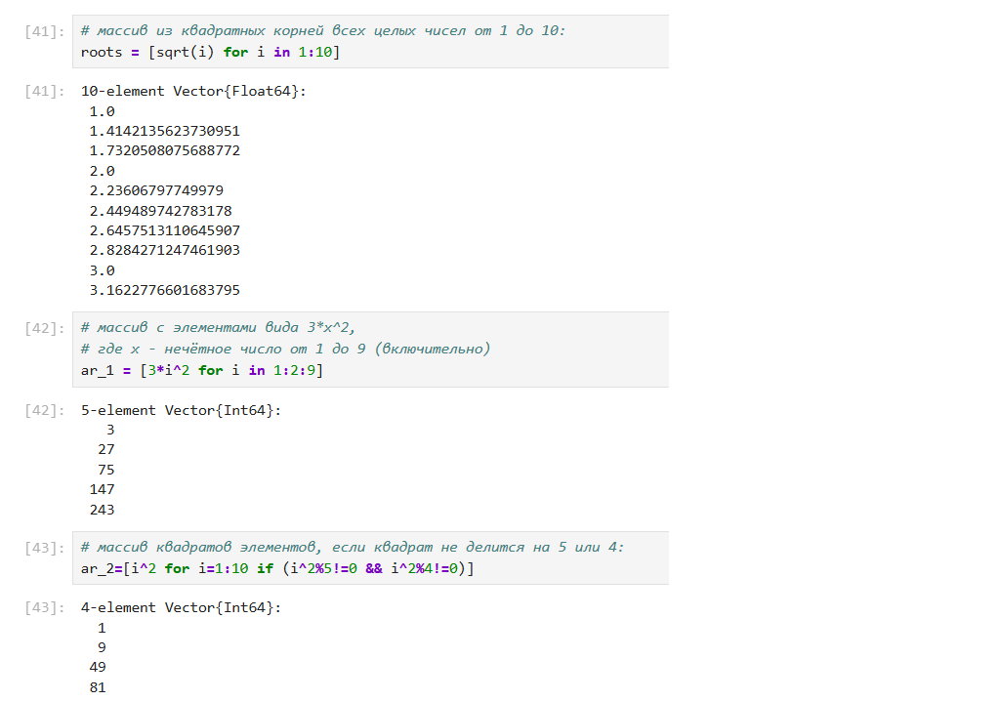 [41]: # массив из квадратных корней всех целых чисел от 1 до 10:
roots = [sqrt(i) for i in 1:10]
[41]: 10-element Vector{Float64}:
1.0
1.4142135623730951
1.7320508075688772
2.0
2.23606797749979
2.449489742783178
2.6457513110645907
2.8284271247461903
3.0
3.1622776601683795
[42]: # массив с элементами вида 3*x^2,
# где x - нечётное число от 1 до 9 (включительно)
ar_1 = [3*i^2 for i in 1:2:9]
[42]: 5-element Vector{Int64}:
3
27
75
147
243
[43]: # массив квадратов элементов, если квадрат не делится на 5 или 4:
ar_2=[i^2 for i=1:10 if (i^2%5!=0 && i^2%4!=0)]
[43]: 4-element Vector{Int64}:
1
9
49
81